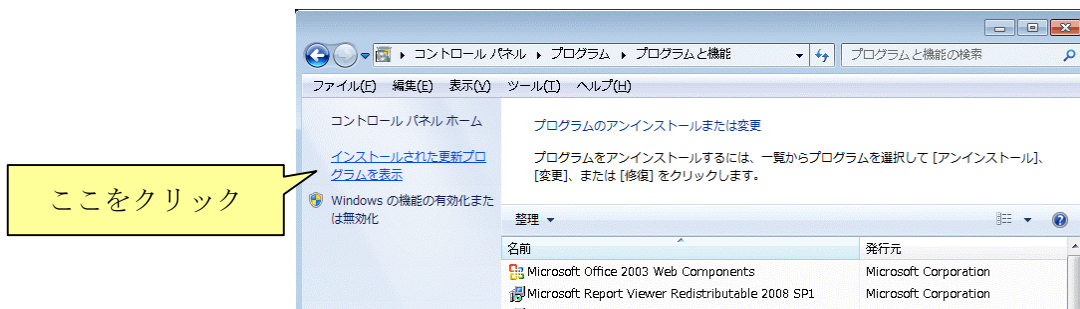 コントロール パネル ▸ プログラム ▸ プログラムと機能
プログラムと機能の検索
ファイル(F) 編集(E) 表示(V) ツール(T) ヘルプ(H)
コントロール パネル ホーム
インストールされた更新プロ
グラムを表示
Windows の機能の有効化また
は無効化
ここをクリック
プログラムのアンインストールまたは変更
プログラムをアンインストールするには、一覧からプログラムを選択して [アンインストール]、
[変更]、または [修復] をクリックします。
整理
名前 発行元
Microsoft Office 2003 Web Components Microsoft Corporation
Microsoft Report Viewer Redistributable 2008 SP1 Microsoft Corporation